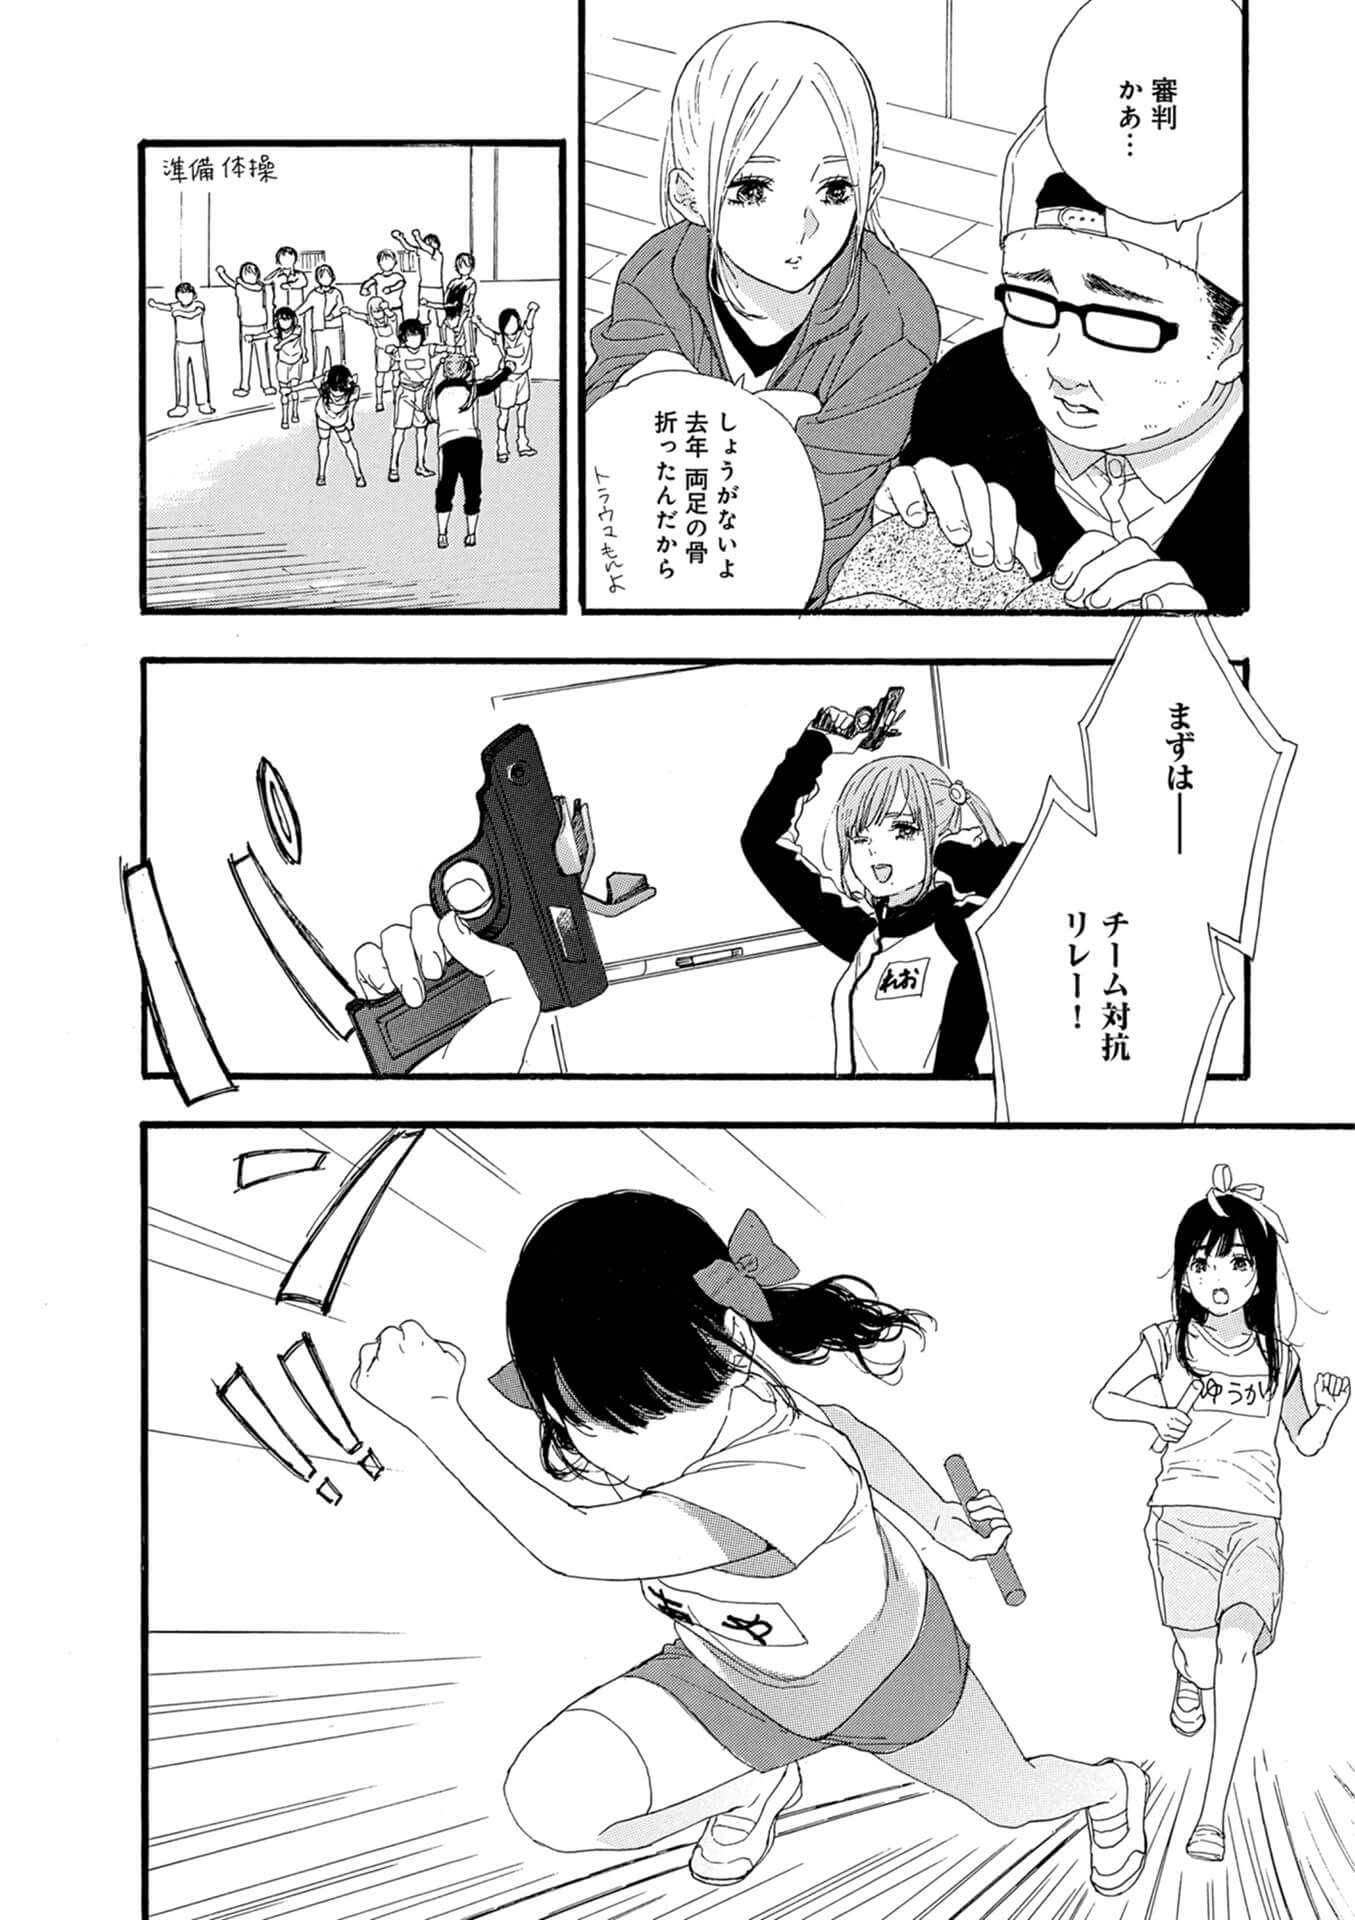 審判
かあ…
しょうがないよ
去年 両足の骨
折ったんだから
トラウマもんよ
準備体操
まずは――
チーム対抗
リレー！
れお
ゆうか